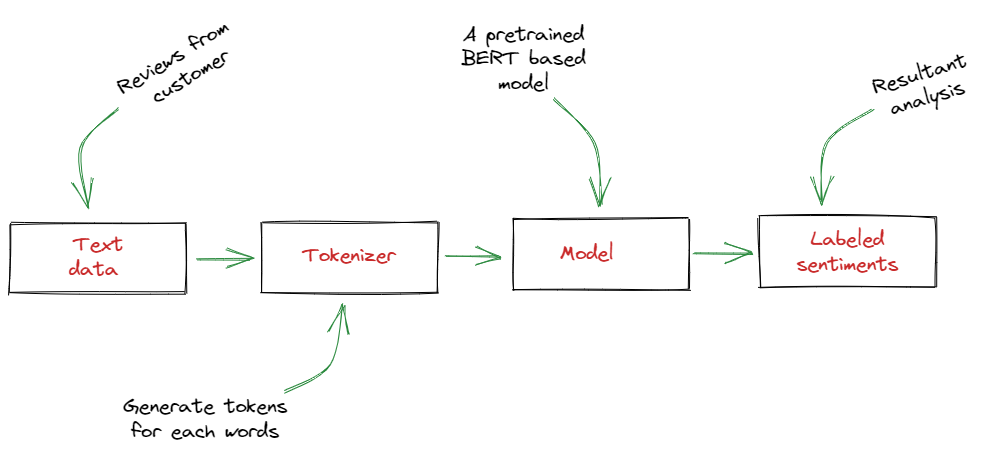 Reviews from
customer
A pretrained
BERT based
model
Resultant
analysis
Text
data
Tokenizer
Model
Labeled
sentiments
Generate tokens
for each words